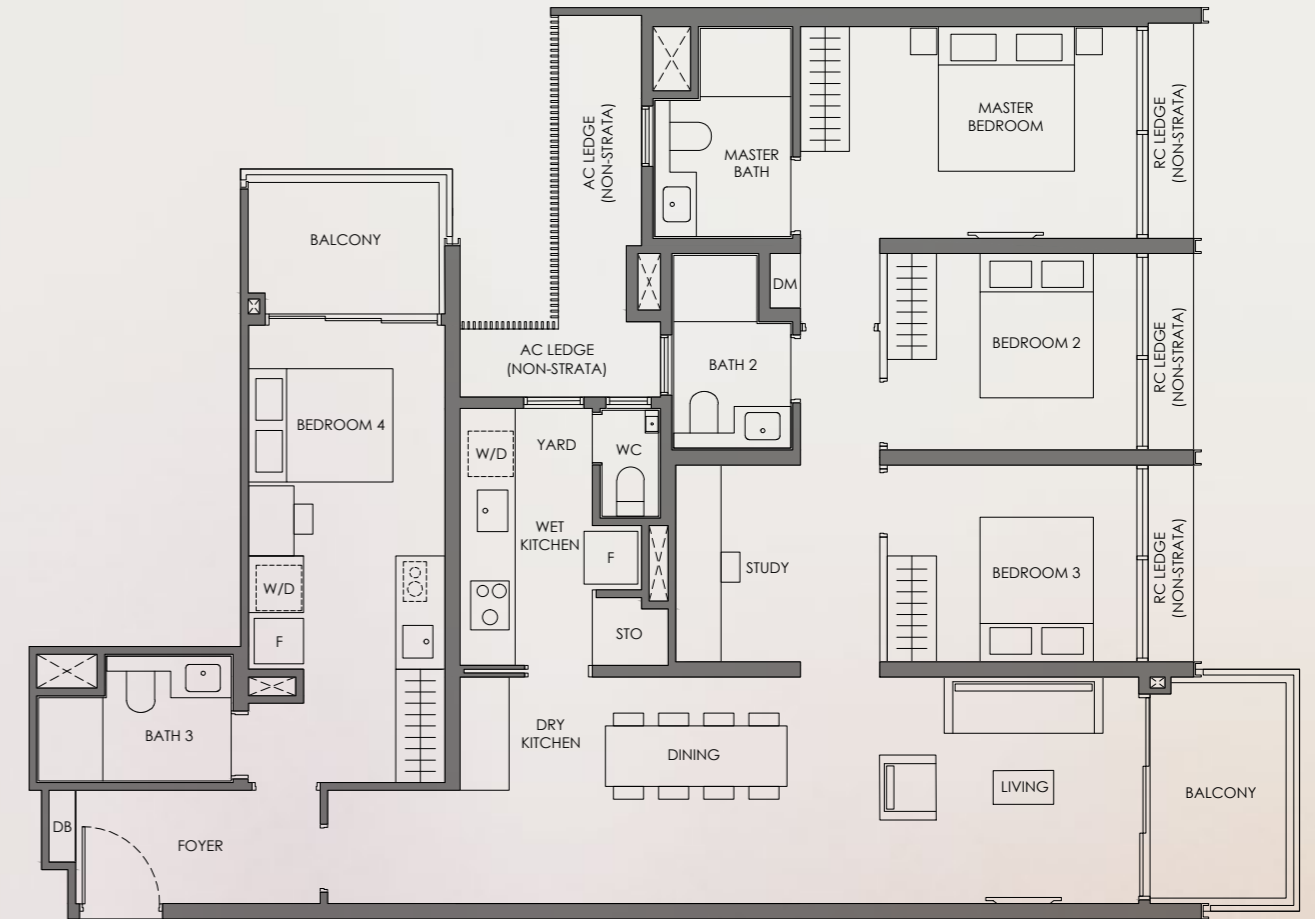 AC LEDGE
(NON-STRATA)
MASTER
BATH
MASTER
BEDROOM
RC LEDGE
(NON-STRATA)
BALCONY
DM
AC LEDGE
(NON-STRATA)
BATH 2
BEDROOM 2
RC LEDGE
(NON-STRATA)
BEDROOM 4
W/D
YARD
WC
WET
KITCHEN
F
STUDY
BEDROOM 3
RC LEDGE
(NON-STRATA)
W/D
F
STO
BATH 3
DRY
KITCHEN
DINING
LIVING
BALCONY
DB
FOYER